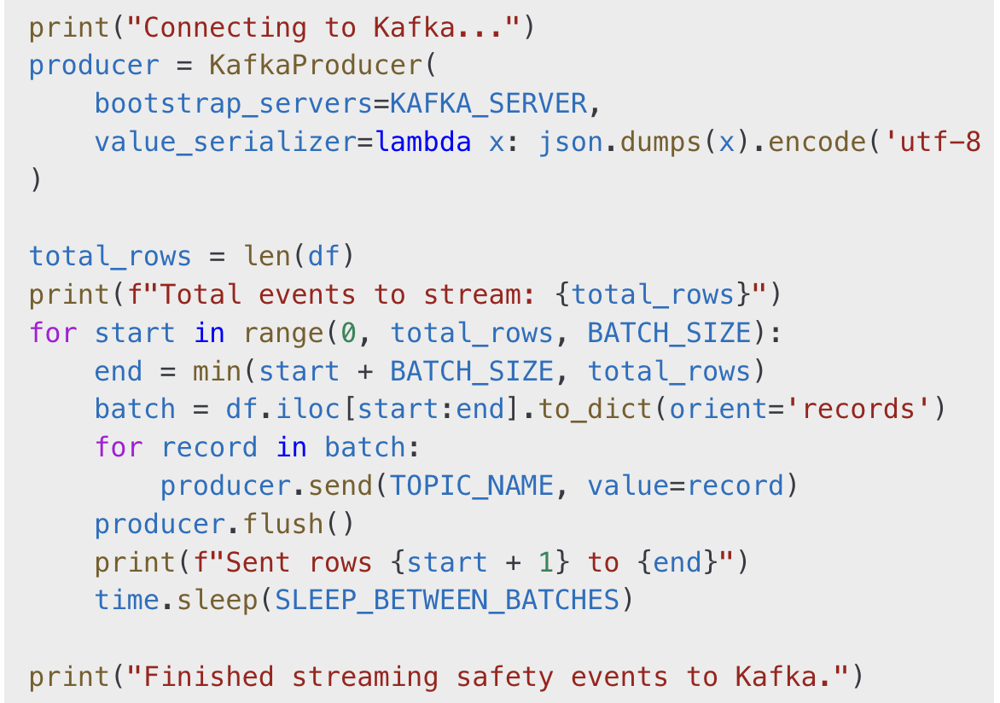 print("Connecting to Kafka...")
producer = KafkaProducer(
    bootstrap_servers=KAFKA_SERVER,
    value_serializer=lambda x: json.dumps(x).encode('utf-8
)

total_rows = len(df)
print(f"Total events to stream: {total_rows}")
for start in range(0, total_rows, BATCH_SIZE):
    end = min(start + BATCH_SIZE, total_rows)
    batch = df.iloc[start:end].to_dict(orient='records')
    for record in batch:
        producer.send(TOPIC_NAME, value=record)
    producer.flush()
    print(f"Sent rows {start + 1} to {end}")
    time.sleep(SLEEP_BETWEEN_BATCHES)

print("Finished streaming safety events to Kafka.")